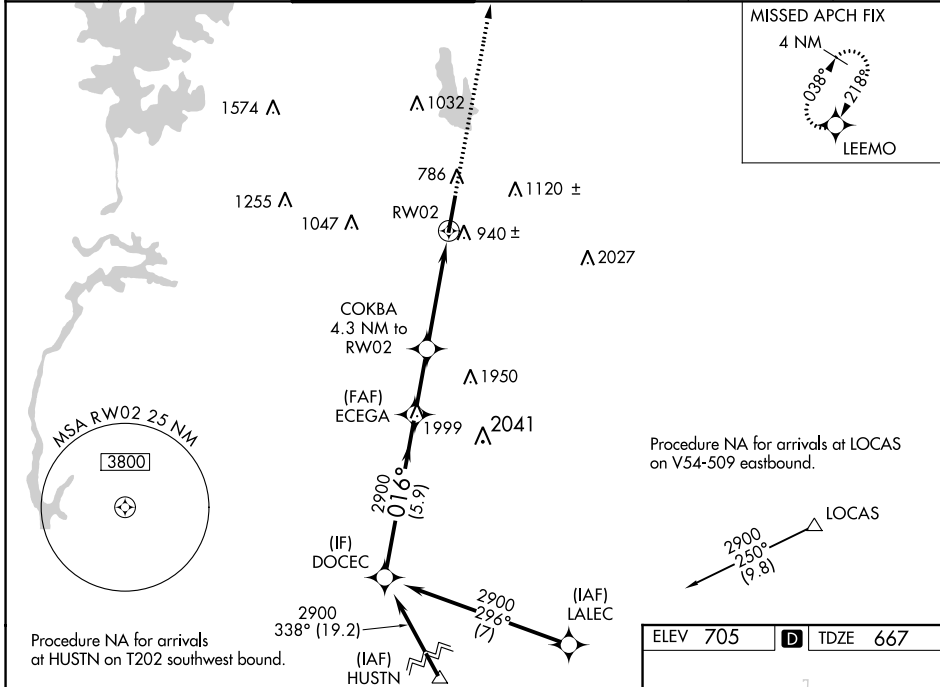 MISSED APCH FIX
4 NM
038°
218°
LEEMO
1574
1032
786
1120 ±
1255
1047
RW02
940 ±
2027
COKBA
4.3 NM to
RW02
1950
(FAF)
ECEGA
1999
2041
MSA RW02 25 NM
3800
Procedure NA for arrivals at LOCAS
on V54-509 eastbound.
2900
016°
(5.9)
LOCAS
2900
250°
(9.8)
(IF)
DOCEC
2900
296°
(7)
(IAF)
LALEC
2900
338° (19.2)
Procedure NA for arrivals
at HUSTN on T202 southwest bound.
(IAF)
HUSTN
ELEV 705 D TDZE 667